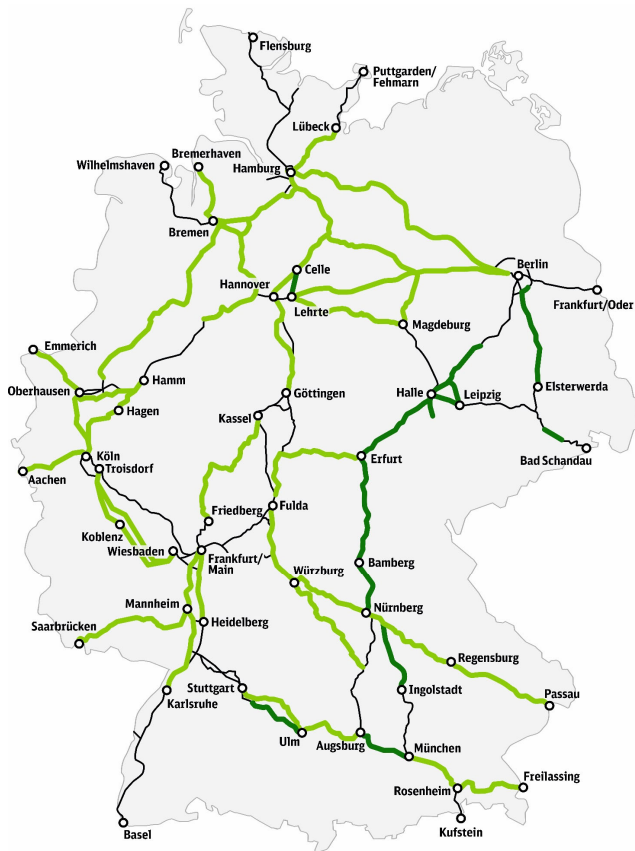 Flensburg
Puttgarden/
Fehmarn
Lübeck
Bremerhaven
Wilhelmshaven
Hamburg
Bremen
Celle
Berlin
Hannover
Lehrte
Frankfurt/Oder
Magdeburg
Emmerich
Hamm
Oberhausen
Göttingen
Halle
Leipzig
Elsterwerda
Hagen
Kassel
Köln
Troisdorf
Erfurt
Bad Schandau
Aachen
Fulda
Friedberg
Koblenz
Wiesbaden
Frankfurt/
Main
Bamberg
Würzburg
Mannheim
Nürnberg
Heidelberg
Saarbrücken
Regensburg
Stuttgart
Karlsruhe
Ingolstadt
Passau
Ulm
Augsburg
München
Freilassing
Rosenheim
Basel
Kufstein